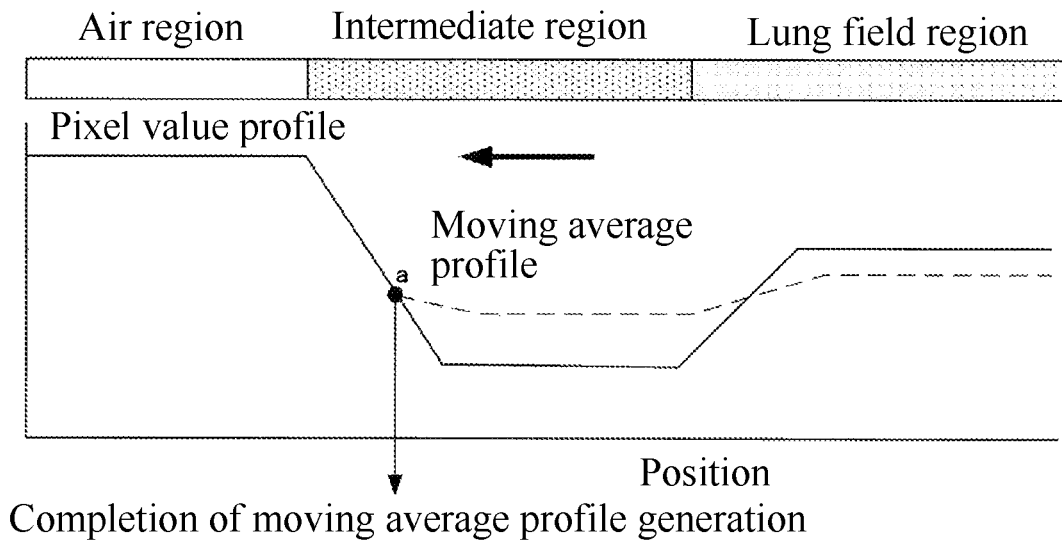 Air region
Intermediate region
Lung field region
Pixel value profile
Moving average
profile
a
Position
Completion of moving average profile generation